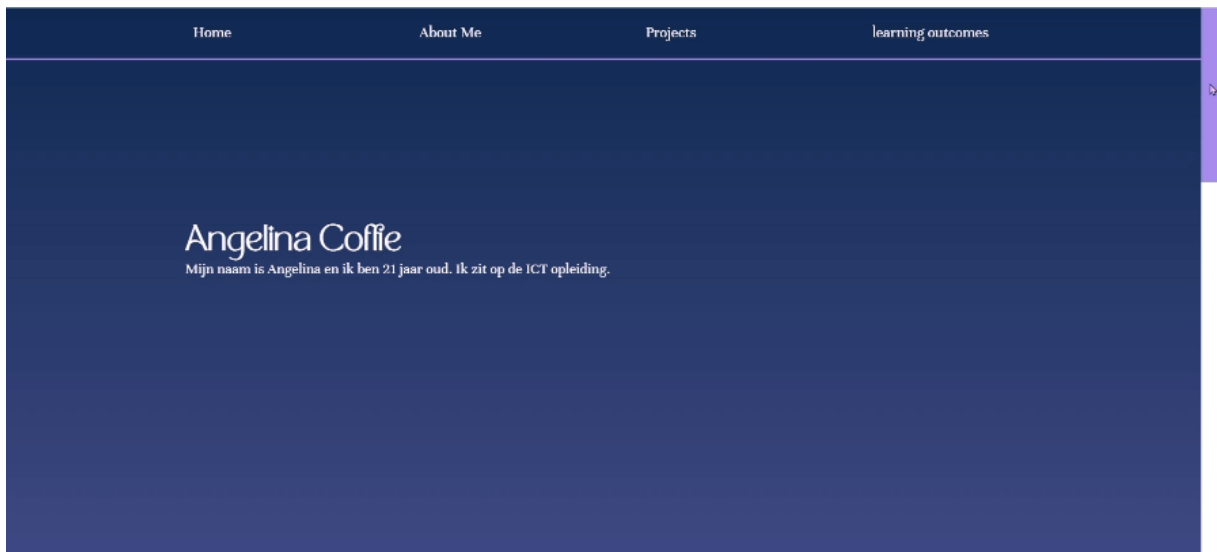 Home About Me Projects learning outcomes
Angelina Coffie
Mijn naam is Angelina en ik ben 21 jaar oud. Ik zit op de ICT opleiding.